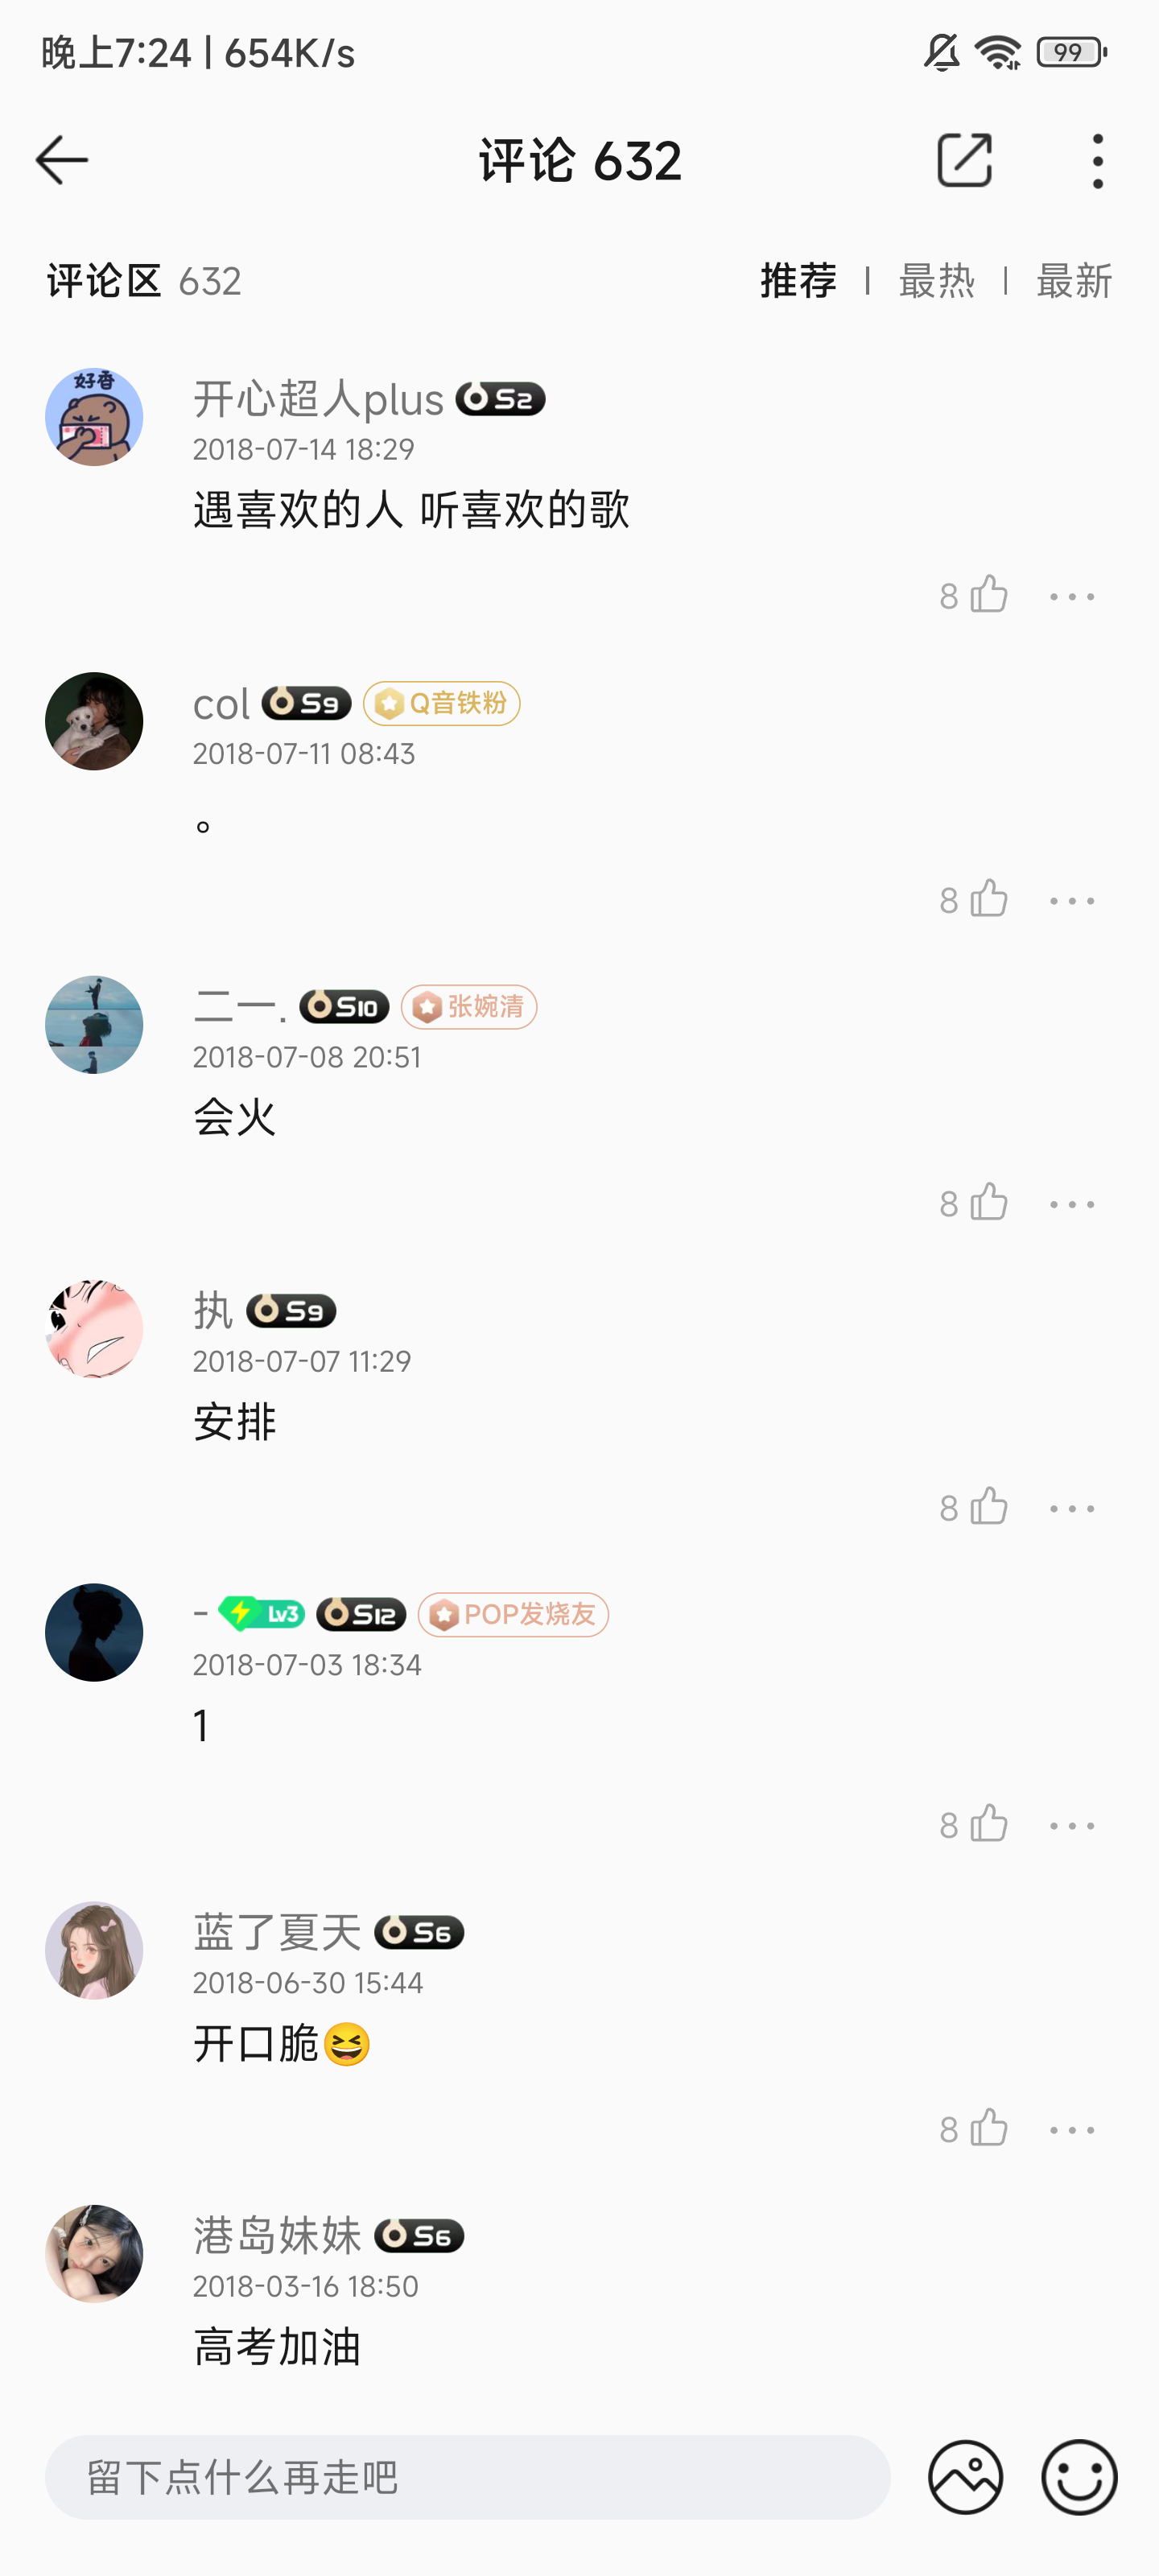 晚上7:24 | 654K/s 99
评论 632
评论区 632 推荐 | 最热 | 最新
好香
开心超人plus S2
2018-07-14 18:29
遇喜欢的人 听喜欢的歌
8
col S9 Q音铁粉
2018-07-11 08:43
。
8
二一. S10 张婉清
2018-07-08 20:51
会火
8
执 S9
2018-07-07 11:29
安排
8
- Lv3 S12 POP发烧友
2018-07-03 18:34
1
8
蓝了夏天 S6
2018-06-30 15:44
开口脆😆
8
港岛妹妹 S6
2018-03-16 18:50
高考加油
留下点什么再走吧